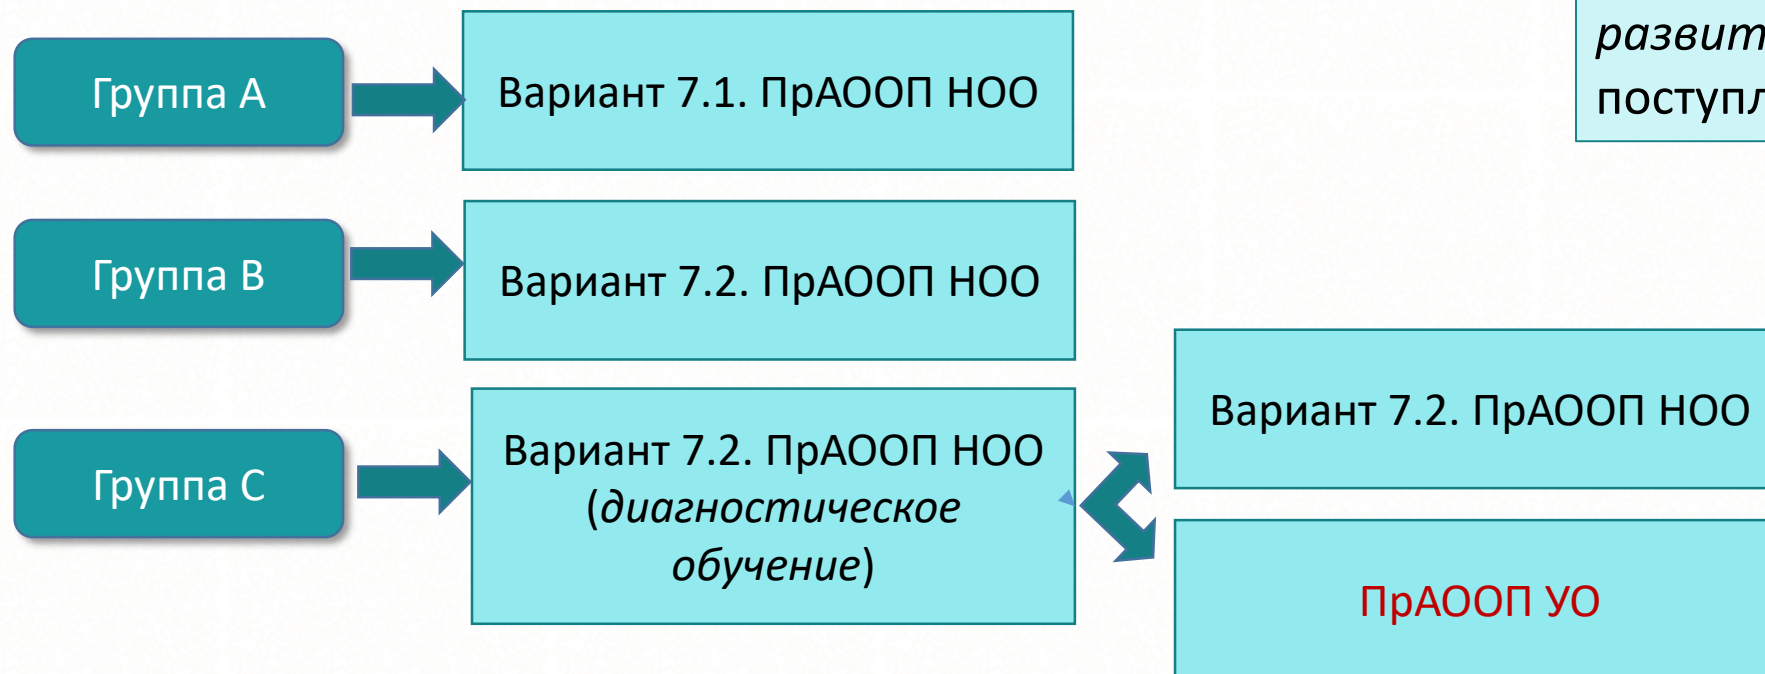 развит
поступл
Группа А
Вариант 7.1. ПрАООП НОО
Группа В
Вариант 7.2. ПрАООП НОО
Группа С
Вариант 7.2. ПрАООП НОО
(диагностическое
обучение)
Вариант 7.2. ПрАООП НОО
ПрАООП УО